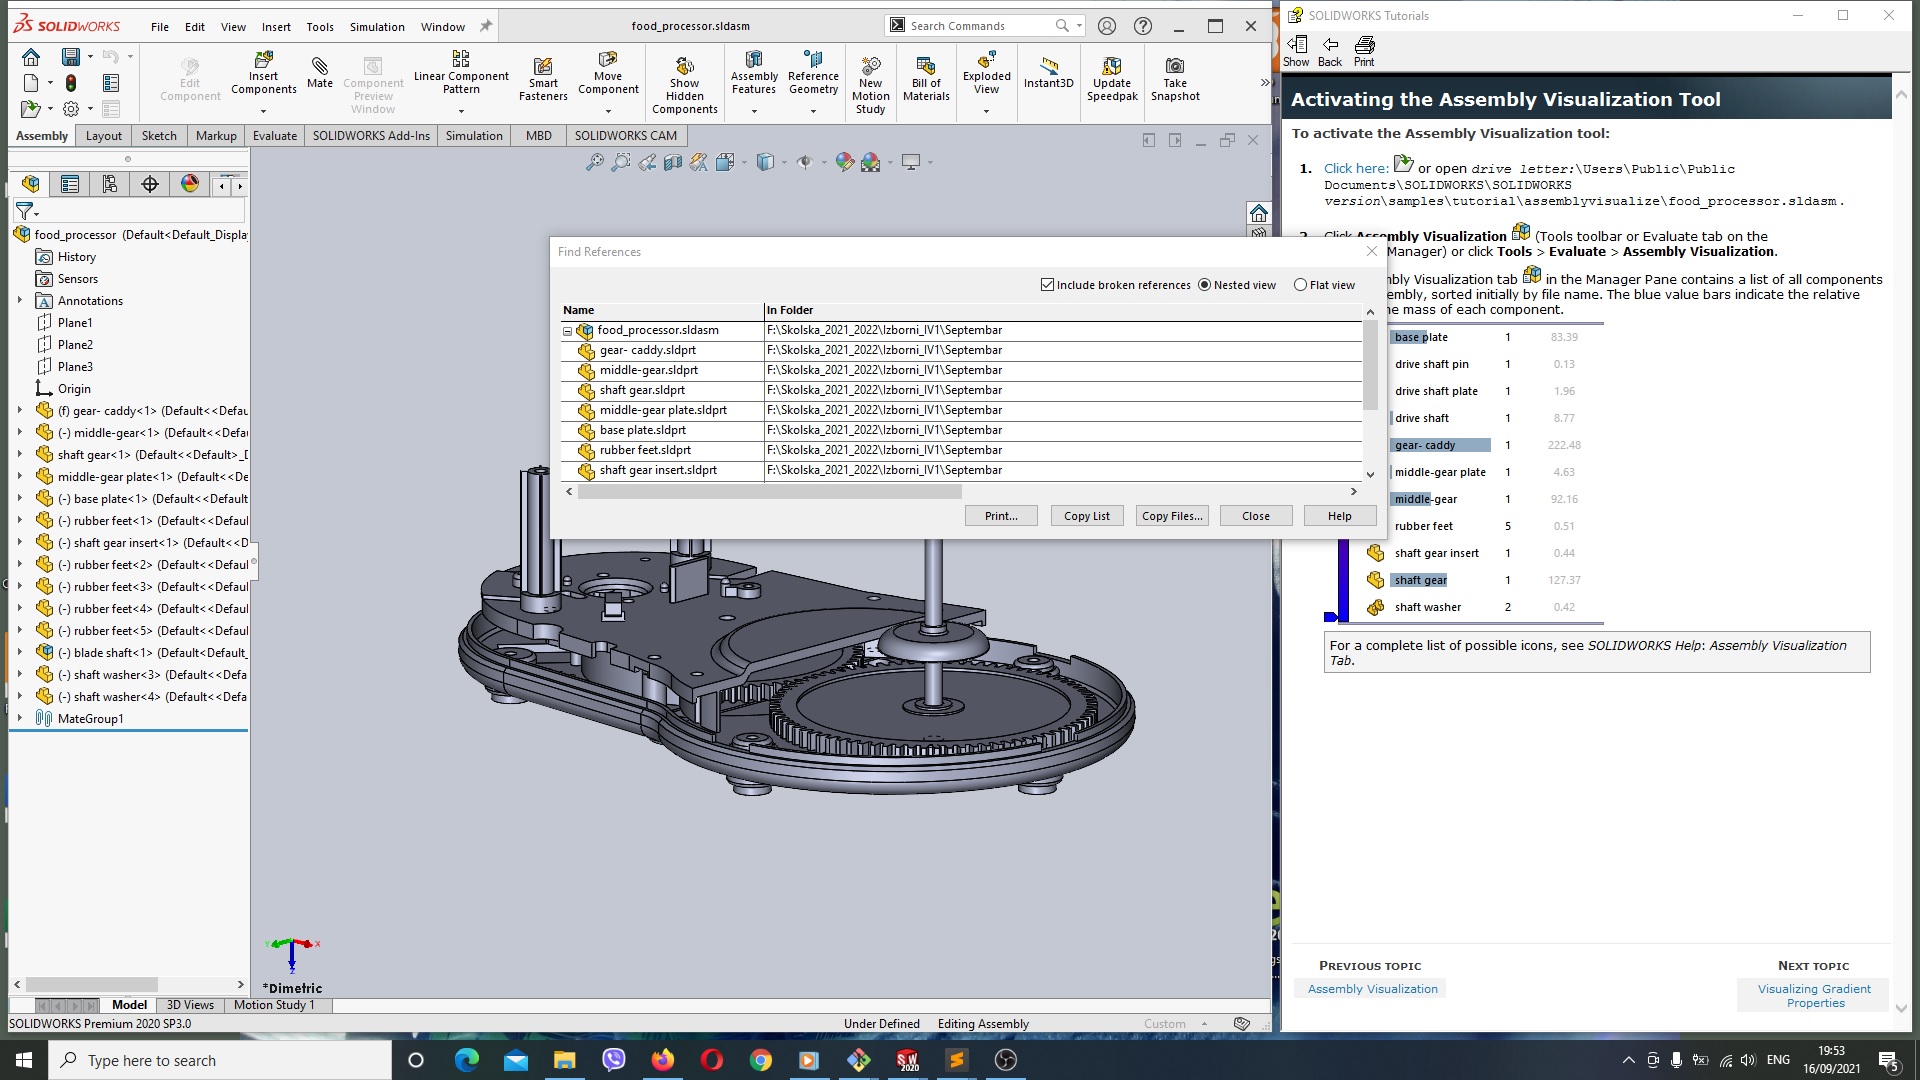 SOLIDWORKS
File Edit View Insert Tools Simulation Window
food_processor.sldasm
Search Commands
Edit Component
Insert Components
Mate
Component Preview Window
Linear Component Pattern
Smart Fasteners
Move Component
Show Hidden Components
Assembly Features
Reference Geometry
New Motion Study
Bill of Materials
Exploded View
Instant3D
Update Speedpak
Take Snapshot
Assembly Layout Sketch Markup Evaluate SOLIDWORKS Add-Ins Simulation MBD SOLIDWORKS CAM
food_processor (Default<Default_Displa
History
Sensors
Annotations
Plane1
Plane2
Plane3
Origin
(f) gear- caddy<1> (Default<<Defau
(-) middle-gear<1> (Default<<Defau
shaft gear<1> (Default<<Default>_D
middle-gear plate<1> (Default<<De
(-) base plate<1> (Default<<Default
(-) rubber feet<1> (Default<<Defaul
(-) shaft gear insert<1> (Default<<D
(-) rubber feet<2> (Default<<Defaul
(-) rubber feet<3> (Default<<Defaul
(-) rubber feet<4> (Default<<Defaul
(-) rubber feet<5> (Default<<Defaul
(-) blade shaft<1> (Default<Default_
(-) shaft washer<3> (Default<<Defa
(-) shaft washer<4> (Default<<Defa
MateGroup1
Find References
Include broken references Nested view Flat view
Name In Folder
food_processor.sldasm F:\Skolska_2021_2022\Izborni_IV1\Septembar
gear- caddy.sldprt F:\Skolska_2021_2022\Izborni_IV1\Septembar
middle-gear.sldprt F:\Skolska_2021_2022\Izborni_IV1\Septembar
shaft gear.sldprt F:\Skolska_2021_2022\Izborni_IV1\Septembar
middle-gear plate.sldprt F:\Skolska_2021_2022\Izborni_IV1\Septembar
base plate.sldprt F:\Skolska_2021_2022\Izborni_IV1\Septembar
rubber feet.sldprt F:\Skolska_2021_2022\Izborni_IV1\Septembar
shaft gear insert.sldprt F:\Skolska_2021_2022\Izborni_IV1\Septembar
Print... Copy List Copy Files... Close Help
Y X Z
*Dimetric
Model 3D Views Motion Study 1
SOLIDWORKS Premium 2020 SP3.0 Under Defined Editing Assembly Custom
SOLIDWORKS Tutorials
Show Back Print
Activating the Assembly Visualization Tool
To activate the Assembly Visualization tool:
1. Click here: or open drive letter:\Users\Public\Public
Documents\SOLIDWORKS\SOLIDWORKS
version\samples\tutorial\assemblyvisualize\food_processor.sldasm.
2. Click Assembly Visualization (Tools toolbar or Evaluate tab on the
Manager) or click Tools > Evaluate > Assembly Visualization.
bly Visualization tab in the Manager Pane contains a list of all components
embly, sorted initially by file name. The blue value bars indicate the relative
he mass of each component.
base plate 1 83.39
drive shaft pin 1 0.13
drive shaft plate 1 1.96
drive shaft 1 8.77
gear- caddy 1 222.48
middle-gear plate 1 4.63
middle-gear 1 92.16
rubber feet 5 0.51
shaft gear insert 1 0.44
shaft gear 1 127.37
shaft washer 2 0.42
For a complete list of possible icons, see SOLIDWORKS Help: Assembly Visualization
Tab.
PREVIOUS TOPIC NEXT TOPIC
Assembly Visualization Visualizing Gradient
Properties
Type here to search
SW 2020
ENG
19:53
16/09/2021
5